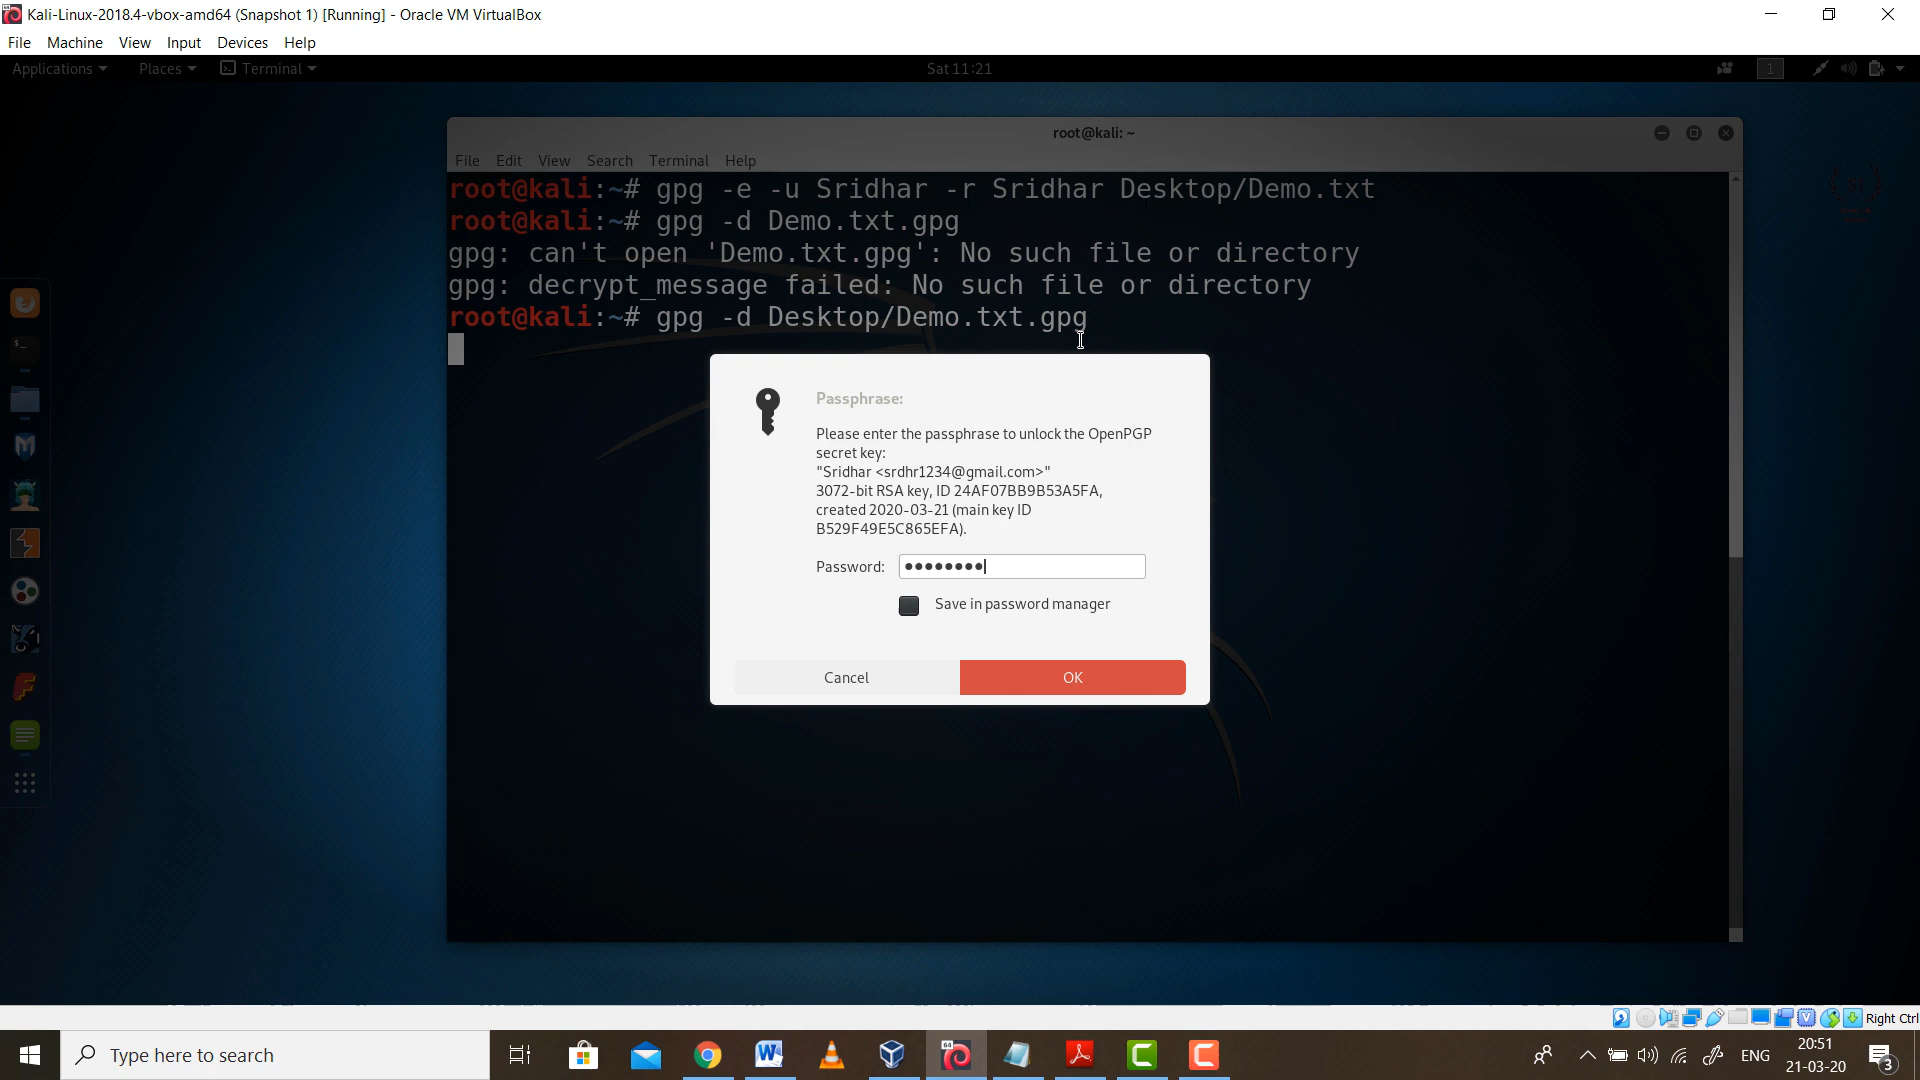 Kali-Linux-2018.4-vbox-amd64 (Snapshot 1) [Running] - Oracle VM VirtualBox
File Machine View Input Devices Help
Applications Places Terminal Sat 11:21 1
root@kali: ~
File Edit View Search Terminal Help
root@kali:~# gpg -e -u Sridhar -r Sridhar Desktop/Demo.txt
root@kali:~# gpg -d Demo.txt.gpg
gpg: can't open 'Demo.txt.gpg': No such file or directory
gpg: decrypt_message failed: No such file or directory
root@kali:~# gpg -d Desktop/Demo.txt.gpg
Passphrase:
Please enter the passphrase to unlock the OpenPGP
secret key:
"Sridhar <srdhr1234@gmail.com>"
3072-bit RSA key, ID 24AF07BB9B53A5FA,
created 2020-03-21 (main key ID
B529F49E5C865EFA).
Password: ●●●●●●●●
Save in password manager
Cancel OK
Right Ctrl
Type here to search
ENG
20:51
21-03-20
3